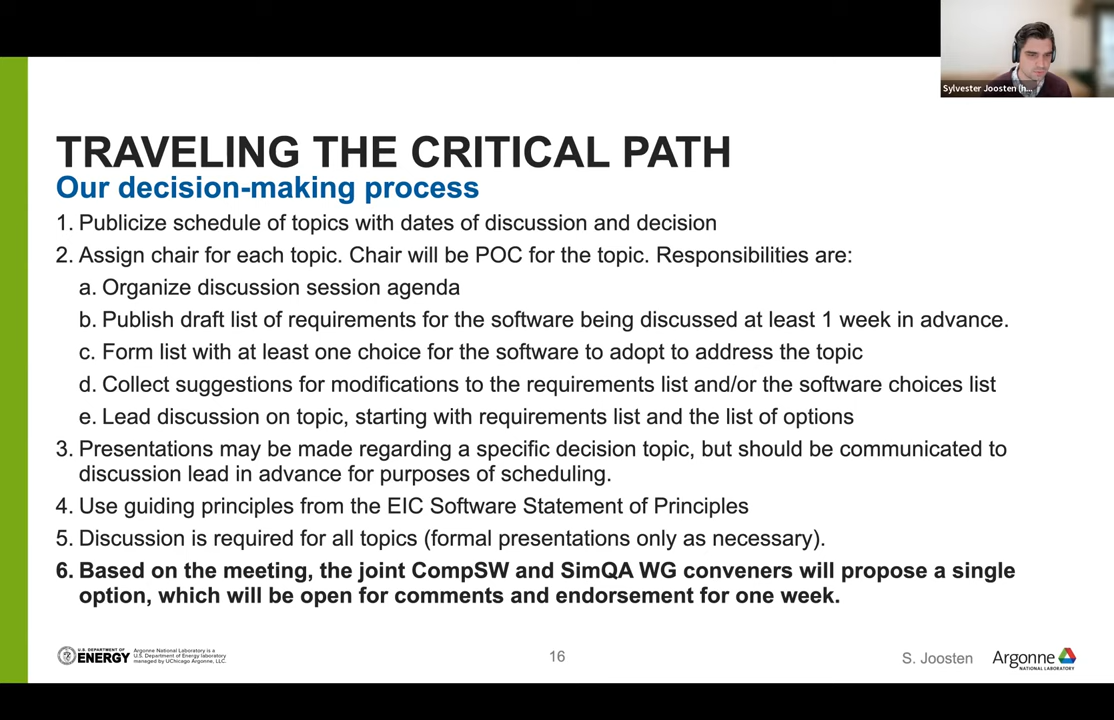 Sylvester Joosten (h...
TRAVELING THE CRITICAL PATH
Our decision-making process
1. Publicize schedule of topics with dates of discussion and decision
2. Assign chair for each topic. Chair will be POC for the topic. Responsibilities are:
a. Organize discussion session agenda
b. Publish draft list of requirements for the software being discussed at least 1 week in advance.
c. Form list with at least one choice for the software to adopt to address the topic
d. Collect suggestions for modifications to the requirements list and/or the software choices list
e. Lead discussion on topic, starting with requirements list and the list of options
3. Presentations may be made regarding a specific decision topic, but should be communicated to
discussion lead in advance for purposes of scheduling.
4. Use guiding principles from the EIC Software Statement of Principles
5. Discussion is required for all topics (formal presentations only as necessary).
6. Based on the meeting, the joint CompSW and SimQA WG conveners will propose a single
option, which will be open for comments and endorsement for one week.
U.S. DEPARTMENT OF
ENERGY
Argonne National Laboratory is a
U.S. Department of Energy laboratory
managed by UChicago Argonne, LLC.
16
S. Joosten
Argonne
NATIONAL LABORATORY